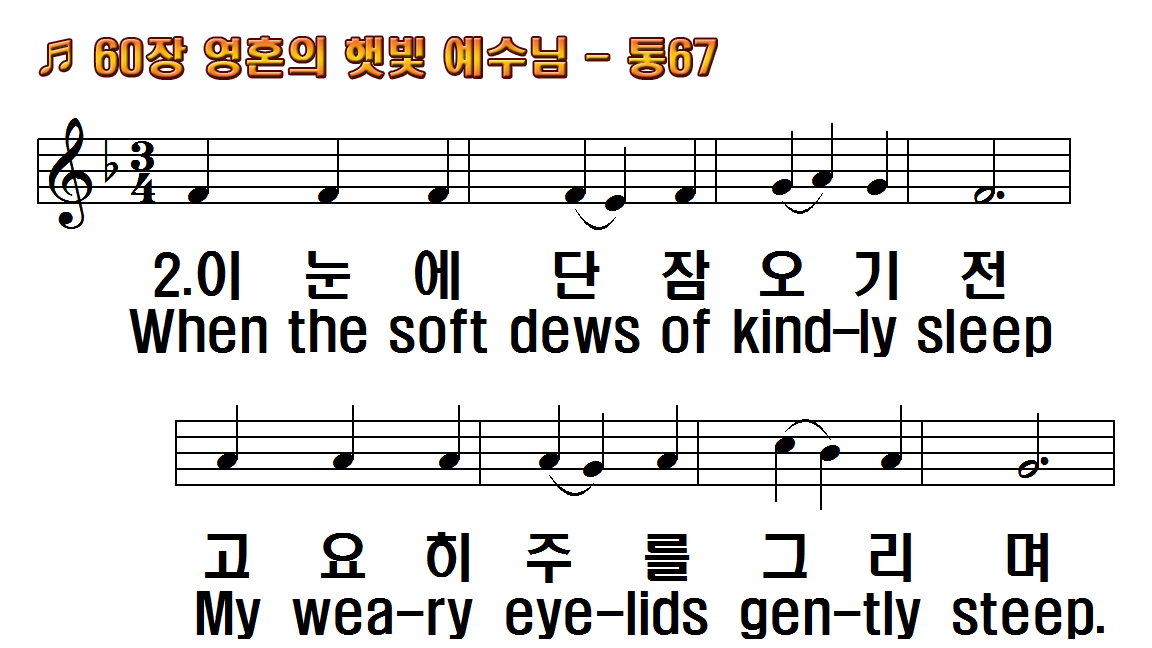 ♬ 60장 영혼의 햇빛 예수님 - 통67
3
4
2.이 눈 에 단 잠 오 기 전
When the soft dews of kind-ly sleep
고 요 히 주 를 그 리 며
My wea-ry eye-lids gen-tly steep.